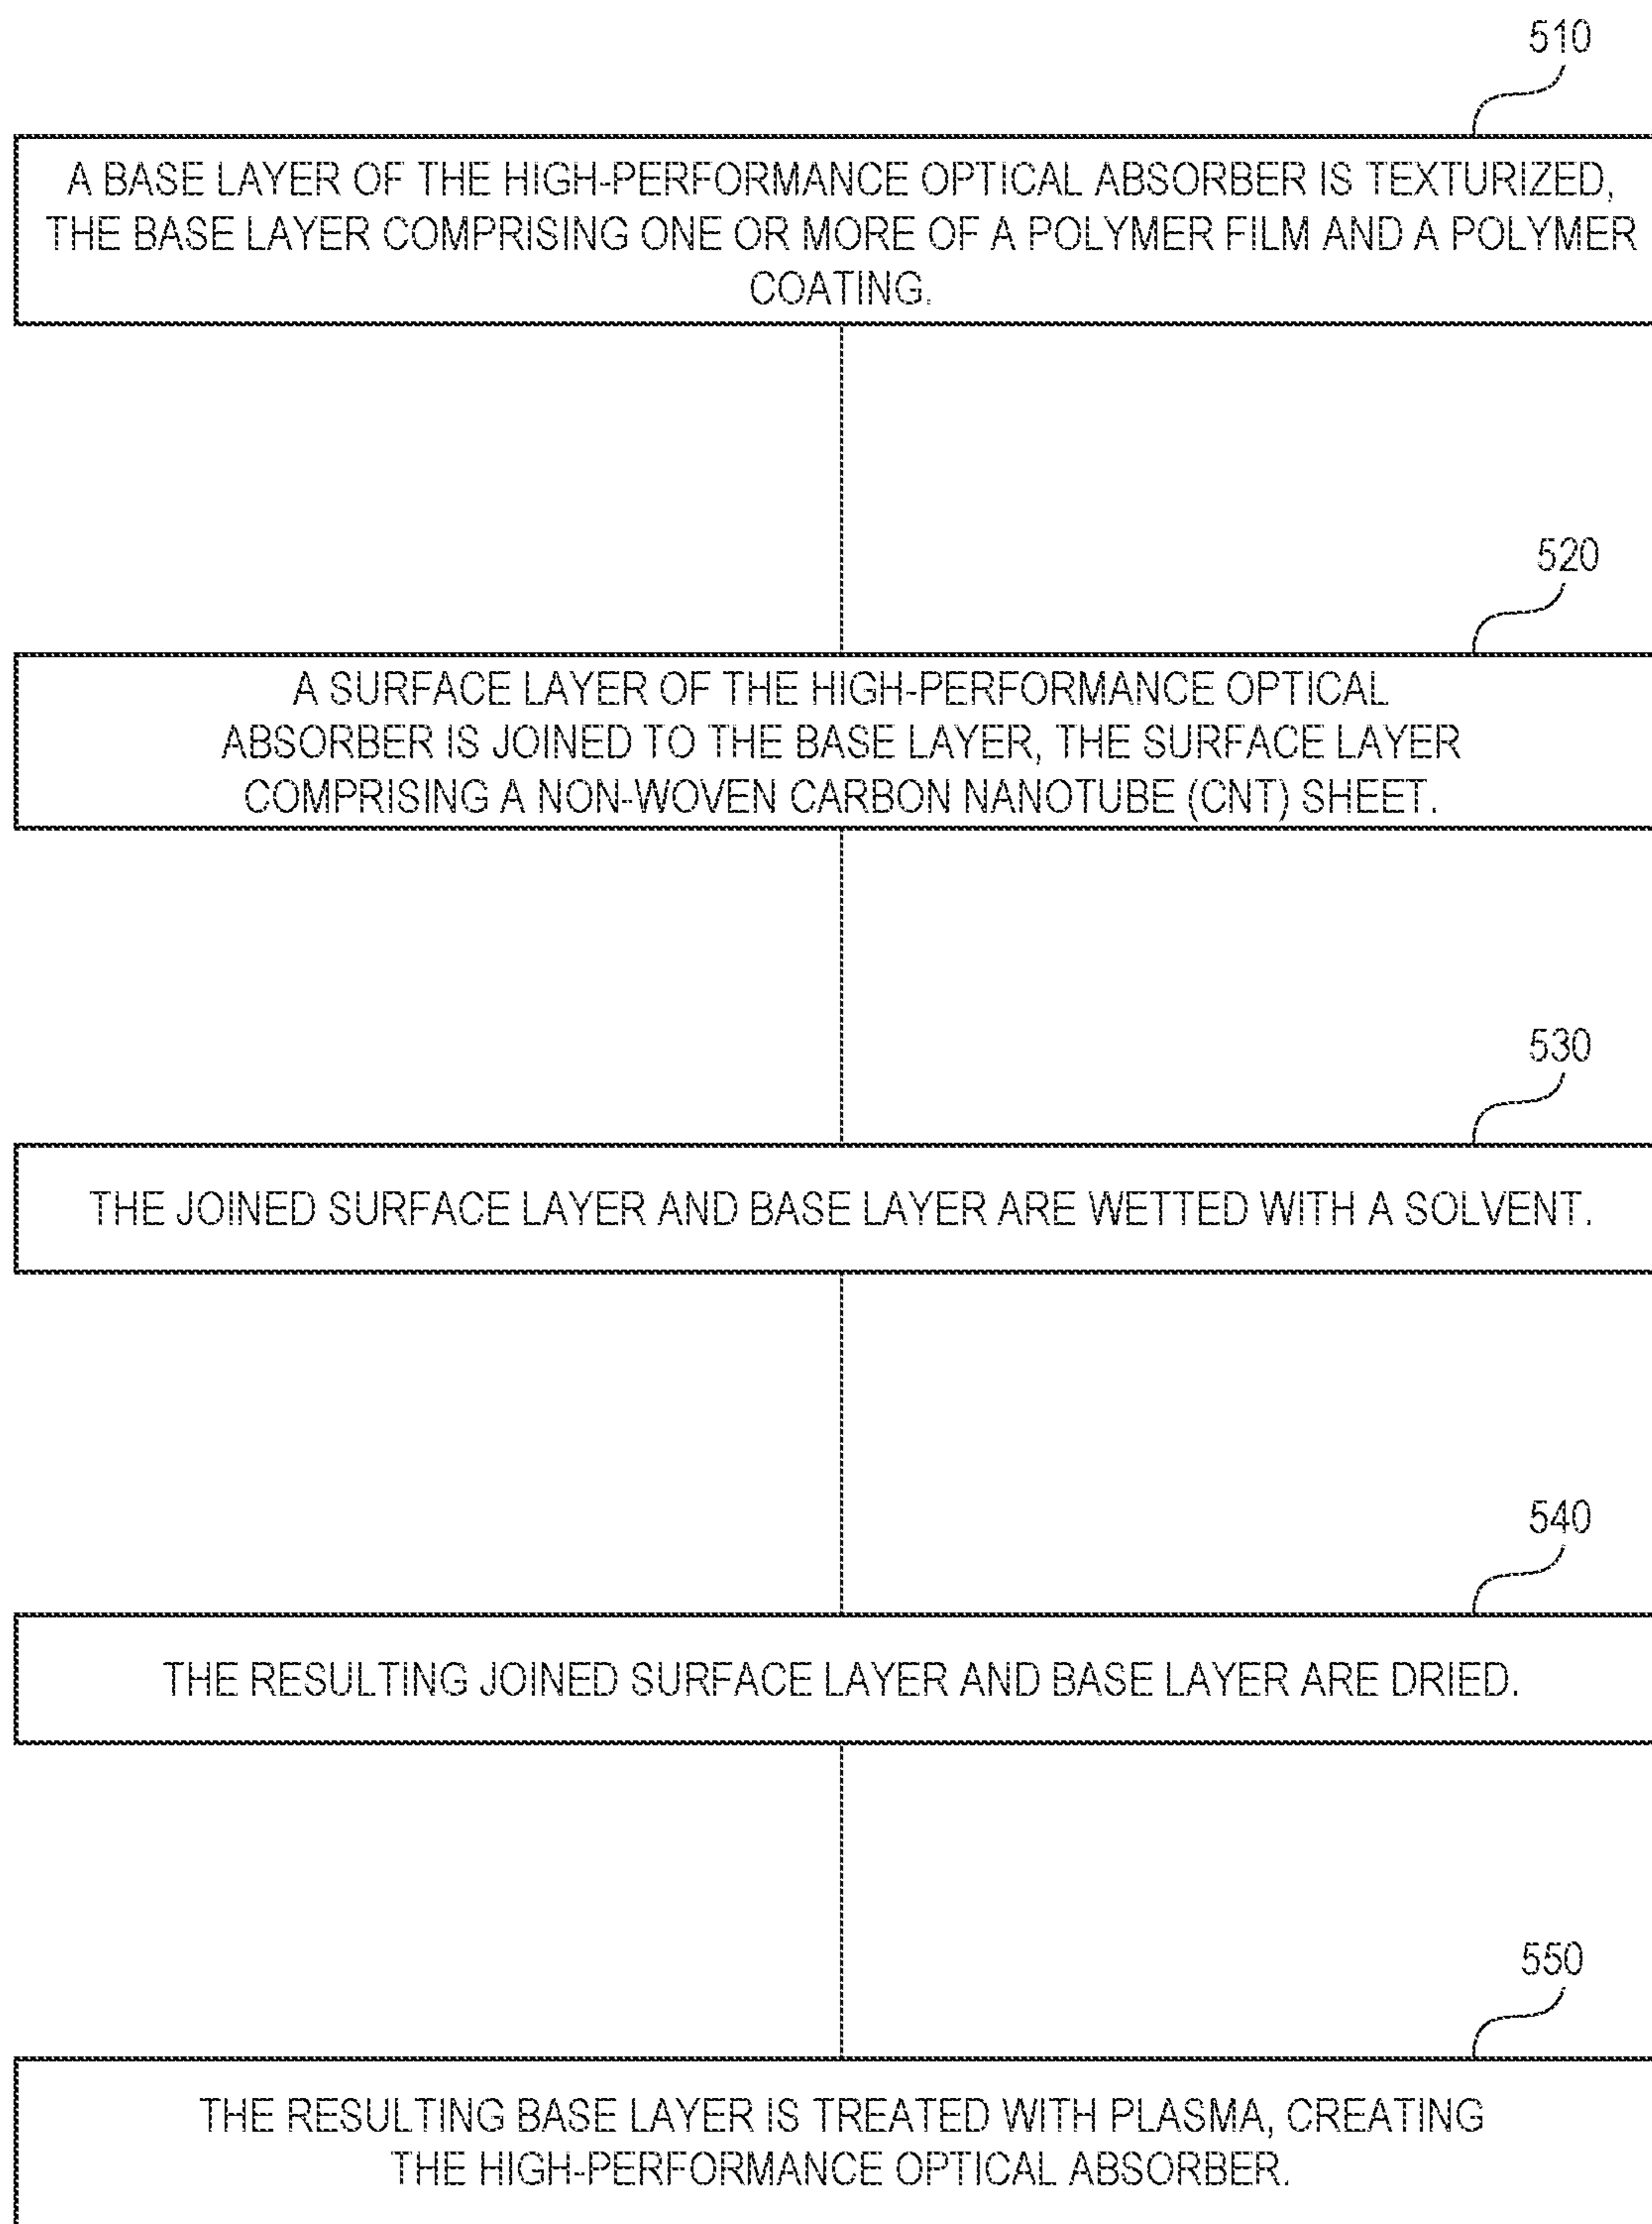 510
A BASE LAYER OF THE HIGH-PERFORMANCE OPTICAL ABSORBER IS TEXTURIZED,
THE BASE LAYER COMPRISING ONE OR MORE OF A POLYMER FILM AND A POLYMER
COATING.
520
A SURFACE LAYER OF THE HIGH-PERFORMANCE OPTICAL
ABSORBER IS JOINED TO THE BASE LAYER, THE SURFACE LAYER
COMPRISING A NON-WOVEN CARBON NANOTUBE (CNT) SHEET.
530
THE JOINED SURFACE LAYER AND BASE LAYER ARE WETTED WITH A SOLVENT.
540
THE RESULTING JOINED SURFACE LAYER AND BASE LAYER ARE DRIED.
550
THE RESULTING BASE LAYER IS TREATED WITH PLASMA, CREATING
THE HIGH-PERFORMANCE OPTICAL ABSORBER.